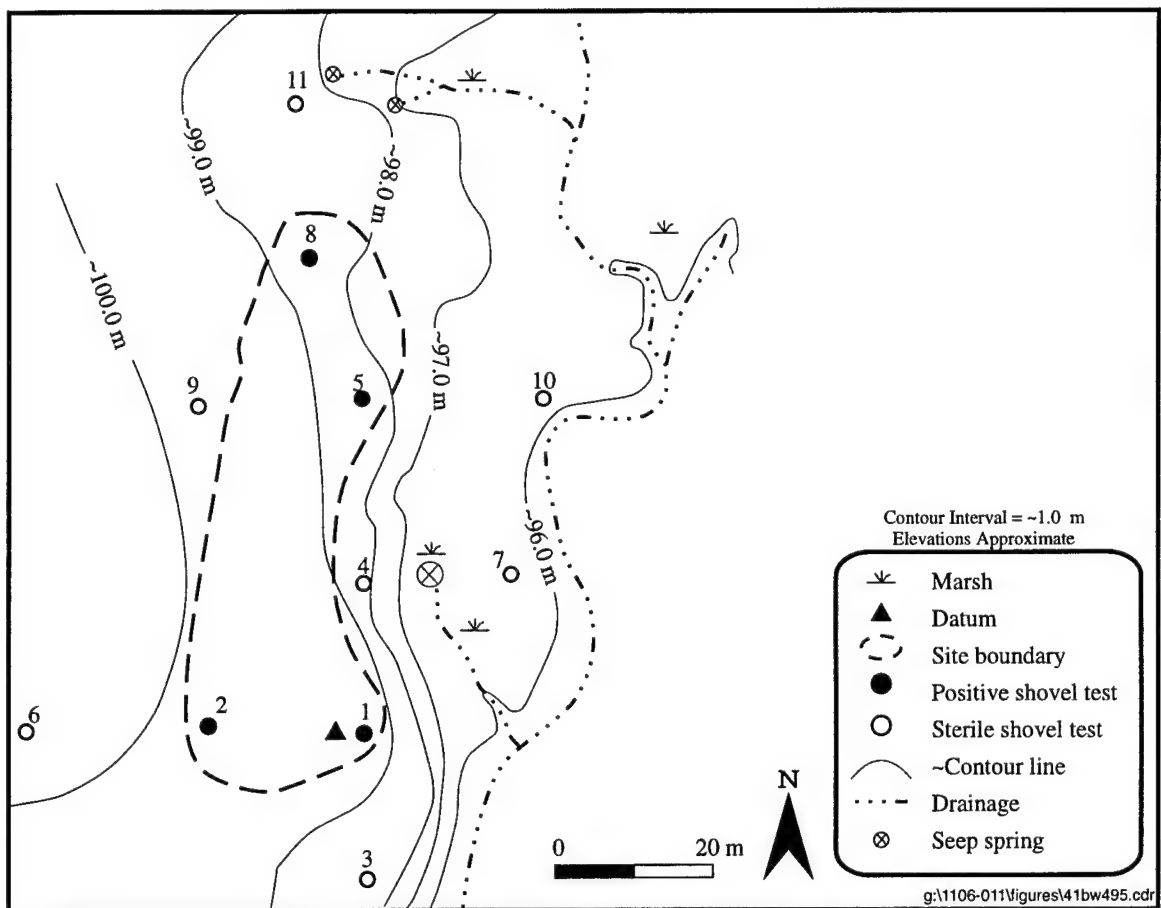 11
~99.0 m
~98.0 m
8
~100.0 m
~97.0 m
9
5
10
~96.0 m
4
7
6
2
1
3
N
0 20 m
Contour Interval = ~1.0 m
Elevations Approximate
Marsh
Datum
Site boundary
Positive shovel test
Sterile shovel test
~Contour line
Drainage
Seep spring
g:\1106-011\figures\41bw495.cdr